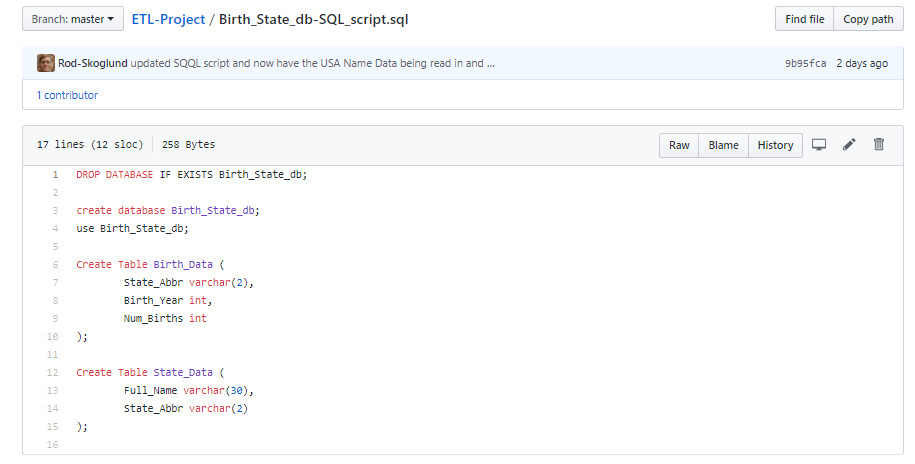 Branch: master ETL-Project / Birth_State_db-SQL_script.sql Find file Copy path
Rod-Skoglund updated SQQL script and now have the USA Name Data being read in and ... 9b95fca 2 days ago
1 contributor
17 lines (12 sloc) 258 Bytes Raw Blame History
1 DROP DATABASE IF EXISTS Birth_State_db;
2
3 create database Birth_State_db;
4 use Birth_State_db;
5
6 Create Table Birth_Data (
7 State_Abbr varchar(2),
8 Birth_Year int,
9 Num_Births int
10 );
11
12 Create Table State_Data (
13 Full_Name varchar(30),
14 State_Abbr varchar(2)
15 );
16